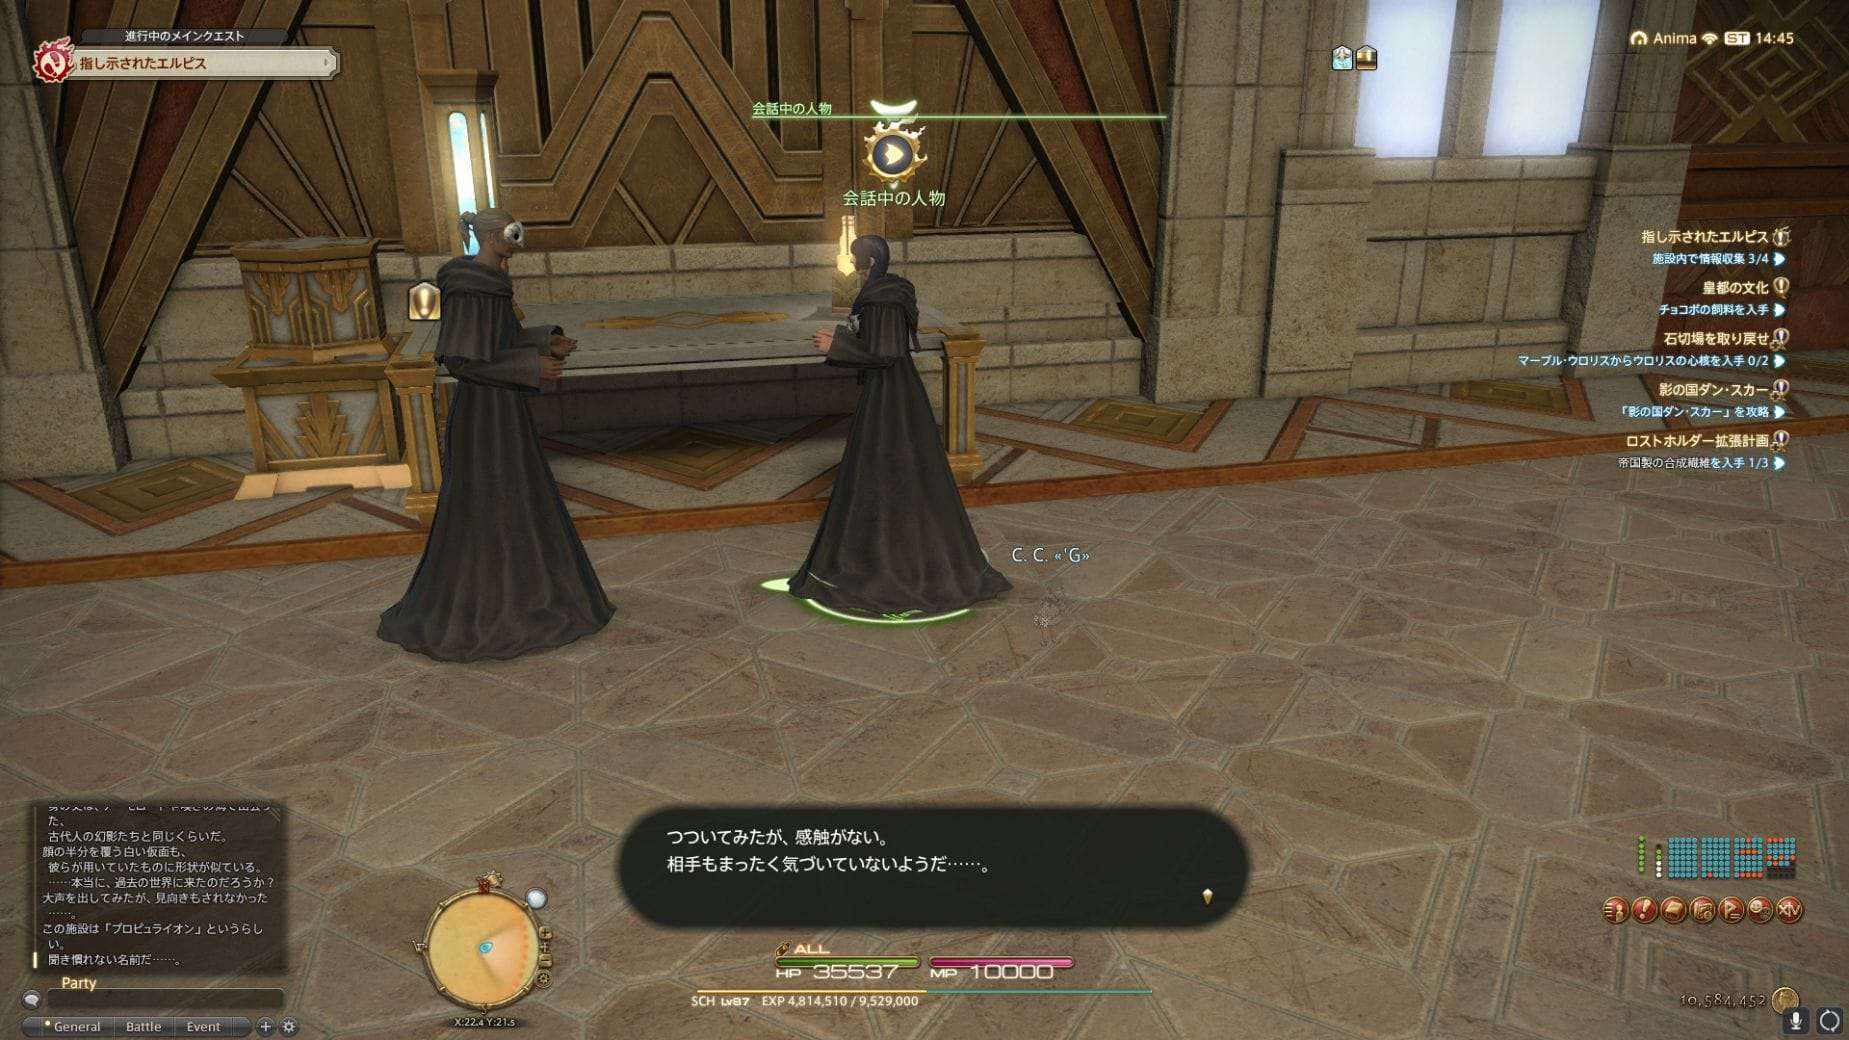 進行中のメインクエスト
指し示されたエルピス
Anima ST 14:45
会話中の人物
会話中の人物
指し示されたエルピス
施設内で情報収集 3/4
皇都の文化
チョコボの飼料を入手
石切場を取り戻せ
マーブル・ウロリスからウロリスの心核を入手 0/2
影の国ダン・スカー
「影の国ダン・スカー」を攻略
ロストホルダー拡張計画
帝国製の合成繊維を入手 1/3
C. C. «'G»
つついてみたが、感触がない。
相手もまったく気づいていないようだ……。
た、
古代人の幻影たちと同じくらいだ。
顔の半分を覆う白い仮面も、
彼らが用いていたものに形状が似ている。
……本当に、過去の世界に来たのだろうか？
大声を出してみたが、見向きもされなかった
……。
この施設は「プロピュライオン」というらし
い。
聞き慣れない名前だ……。
Party
General Battle Event
X:22.4 Y:21.5
ALL
HP 35537 MP 10000
SCH Lv87 EXP 4,814,510 / 9,529,000
XIV
10,584,452